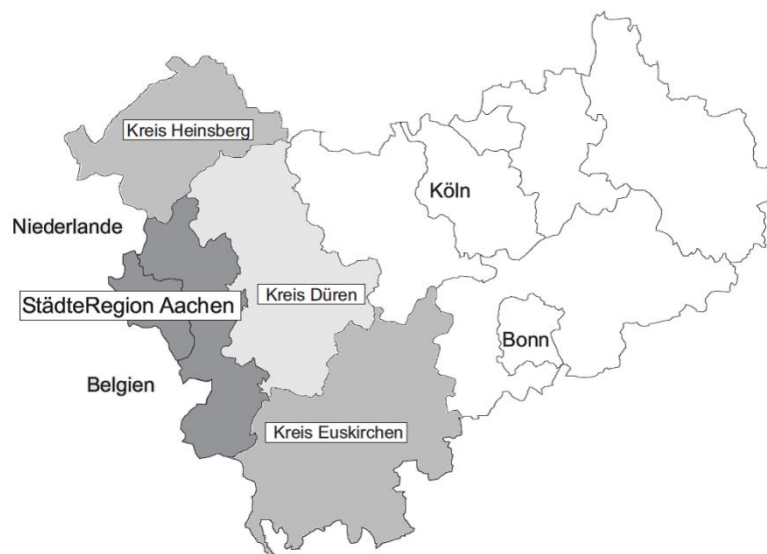 Kreis Heinsberg
Köln
Niederlande
StädteRegion Aachen
Kreis Düren
Bonn
Belgien
Kreis Euskirchen